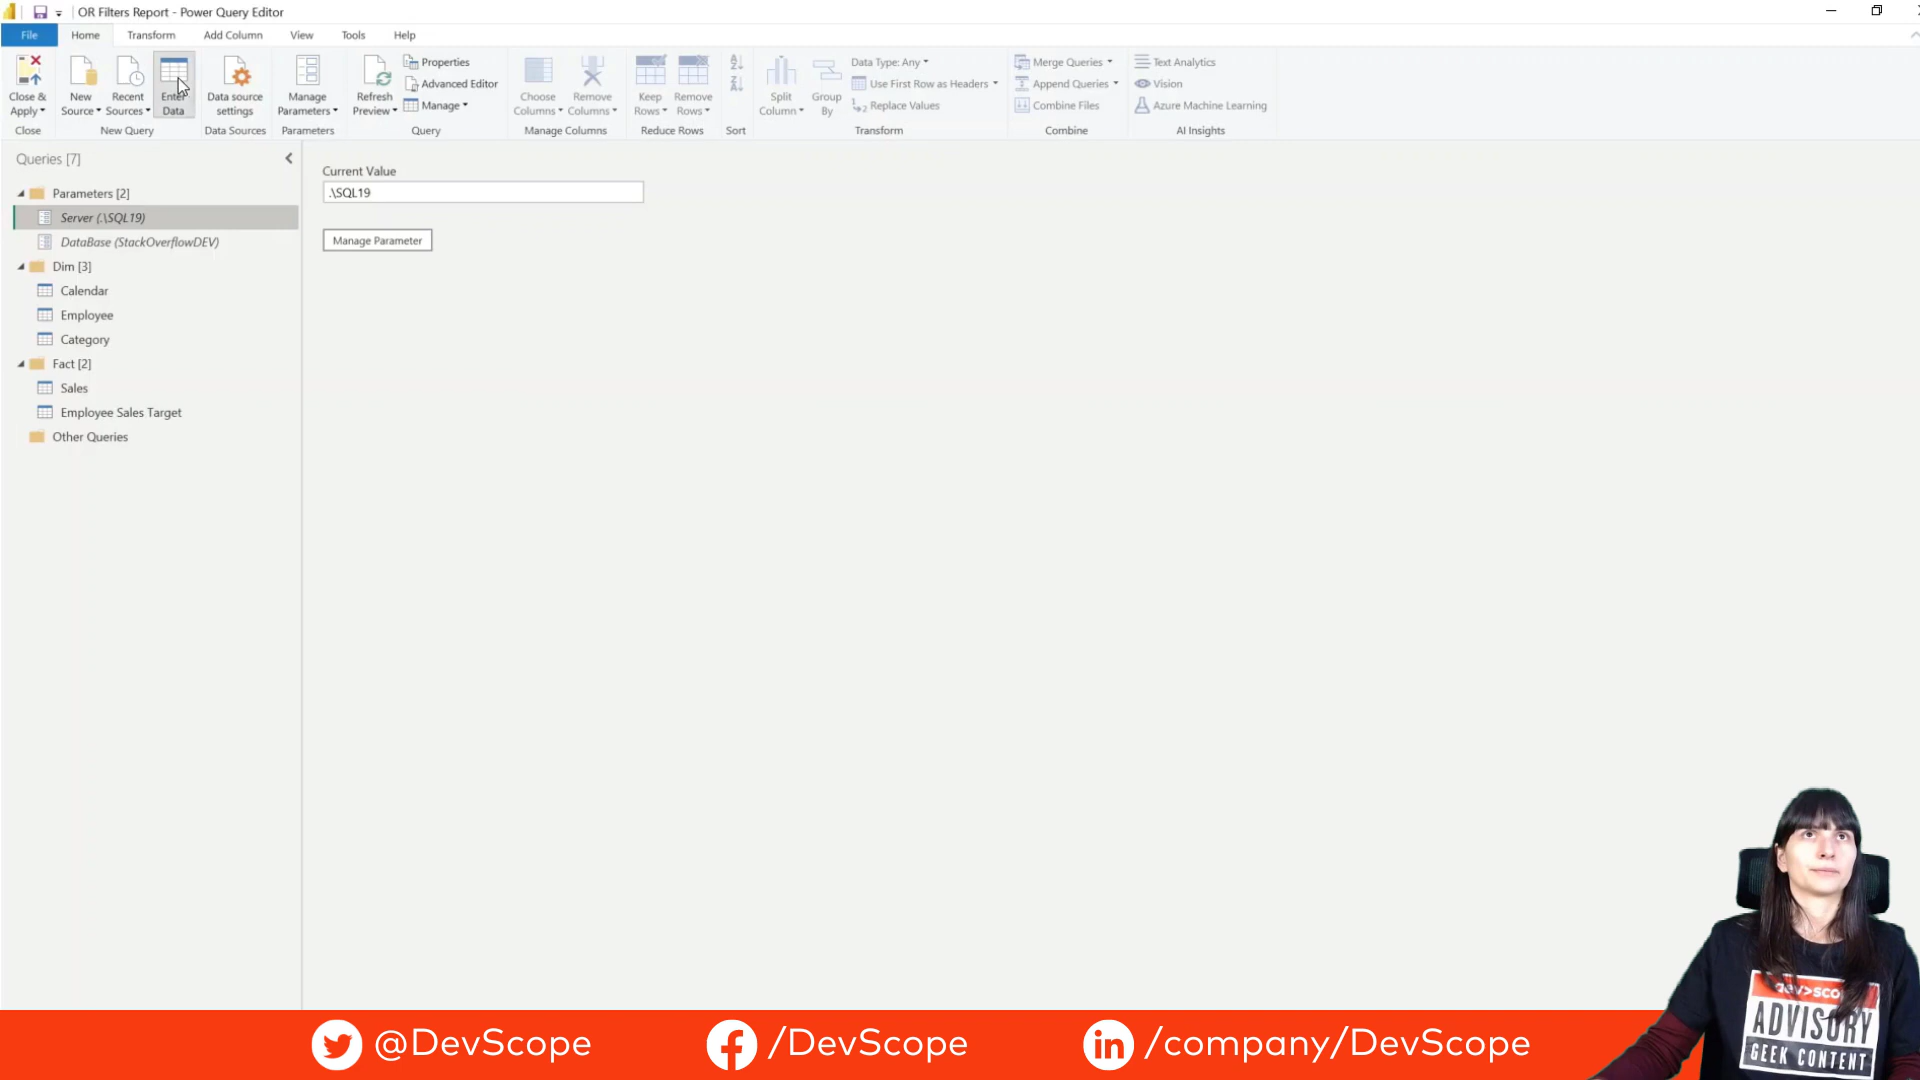 OR Filters Report - Power Query Editor
File
Home
Transform
Add Column
View
Tools
Help
Close &
Apply
New
Source
Recent
Sources
Enter
Data
Data source
settings
Manage
Parameters
Refresh
Preview
Properties
Advanced Editor
Manage
Choose
Columns
Remove
Columns
Keep
Rows
Remove
Rows
Split
Column
Group
By
Data Type: Any
Use First Row as Headers
Replace Values
Merge Queries
Append Queries
Combine Files
Text Analytics
Vision
Azure Machine Learning
Close
New Query
Data Sources
Parameters
Query
Manage Columns
Reduce Rows
Sort
Transform
Combine
AI Insights
Queries [7]
Parameters [2]
Server (.\SQL19)
DataBase (StackOverflowDEV)
Dim [3]
Calendar
Employee
Category
Fact [2]
Sales
Employee Sales Target
Other Queries
Current Value
.\SQL19
Manage Parameter
dev>sco
ADVISORY
GEEK CONTENT
@DevScope
/DevScope
/company/DevScope